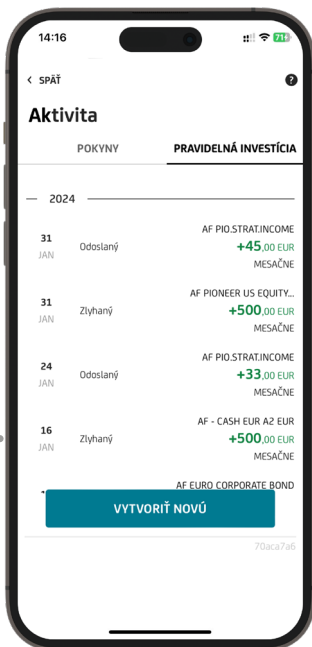 14:16
71
< SPÄŤ
?
Aktivita
POKYNY PRAVIDELNÁ INVESTÍCIA
2024
AF PIO.STRAT.INCOME
31 JAN Odoslaný +45,00 EUR
MESAČNE
AF PIONEER US EQUITY...
31 JAN Zlyhaný +500,00 EUR
MESAČNE
AF PIO.STRAT.INCOME
24 JAN Odoslaný +33,00 EUR
MESAČNE
AF - CASH EUR A2 EUR
16 JAN Zlyhaný +500,00 EUR
MESAČNE
AF EURO CORPORATE BOND
VYTVORIŤ NOVÚ
70aca7a6